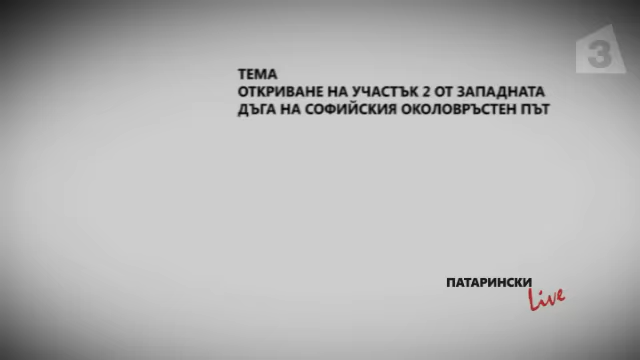 3
ТЕМА
ОТКРИВАНЕ НА УЧАСТЪК 2 ОТ ЗАПАДНАТА
ДЪГА НА СОФИЙСКИЯ ОКОЛОВРЪСТЕН ПЪТ
ПАТАРИНСКИ
Live